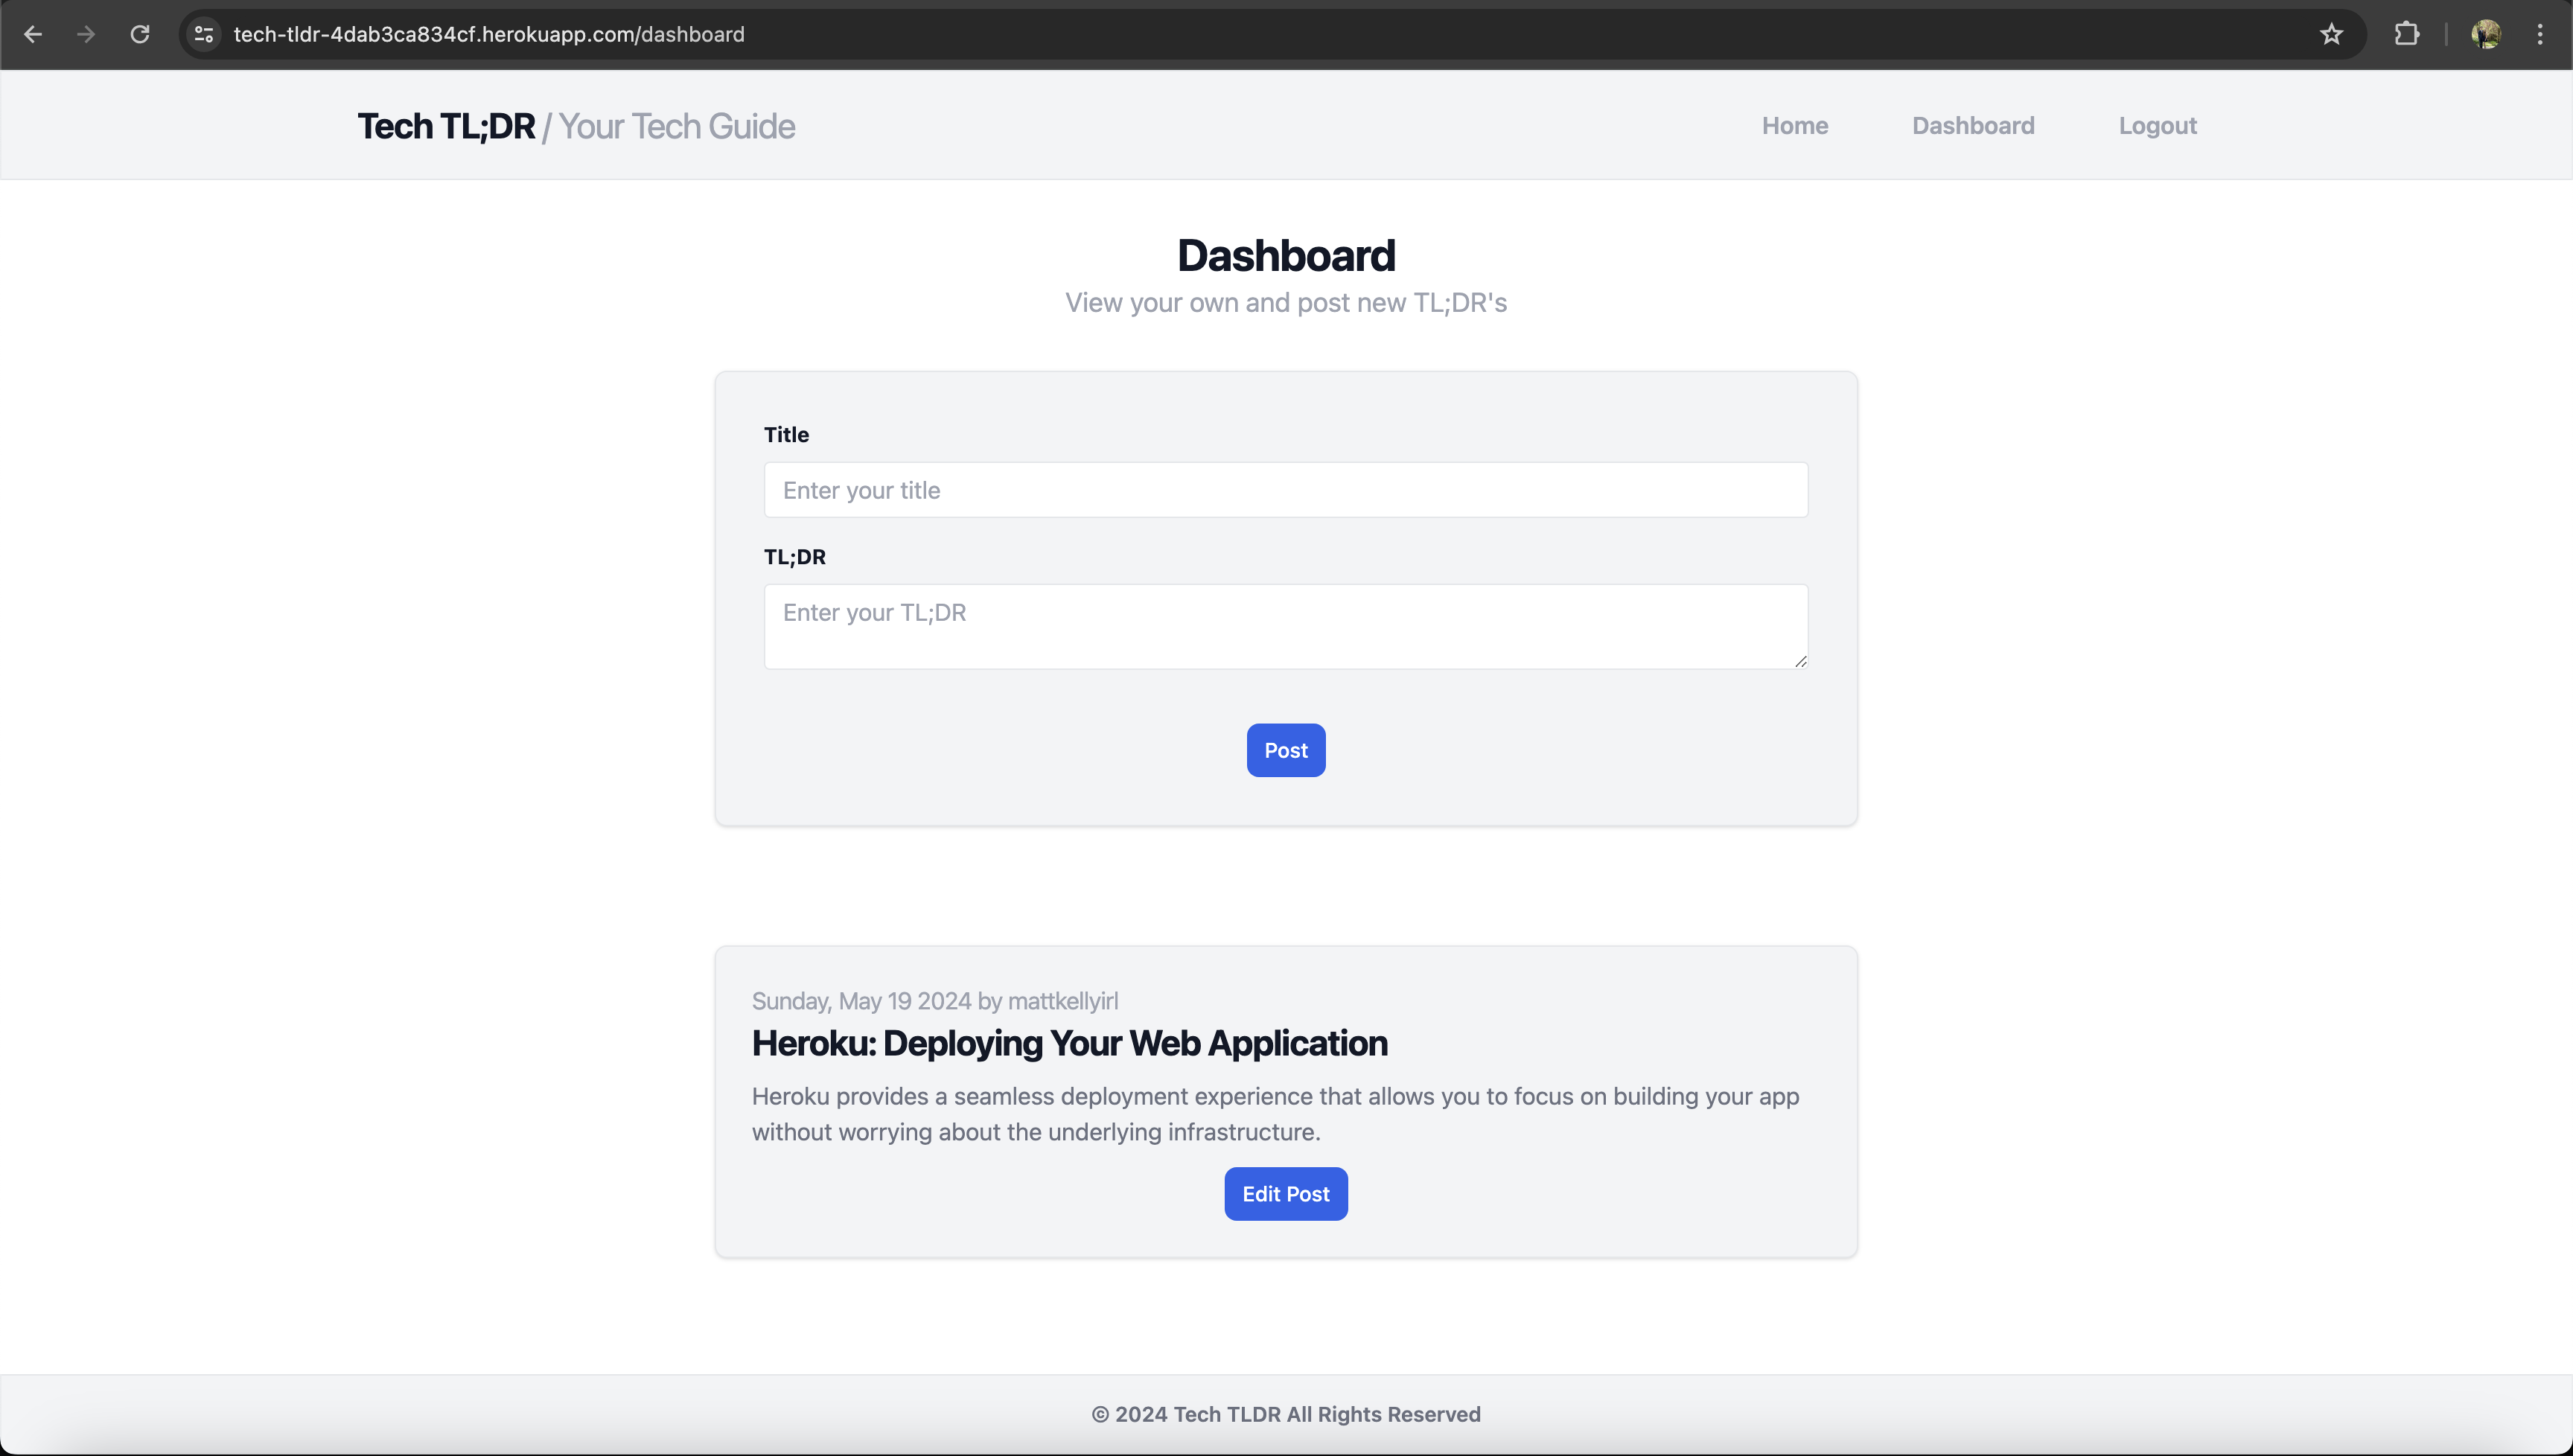 tech-tldr-4dab3ca834cf.herokuapp.com/dashboard
Tech TL;DR / Your Tech Guide
Home
Dashboard
Logout
Dashboard
View your own and post new TL;DR's
Title
Enter your title
TL;DR
Enter your TL;DR
Post
Sunday, May 19 2024 by mattkellyirl
Heroku: Deploying Your Web Application
Heroku provides a seamless deployment experience that allows you to focus on building your app
without worrying about the underlying infrastructure.
Edit Post
© 2024 Tech TLDR All Rights Reserved